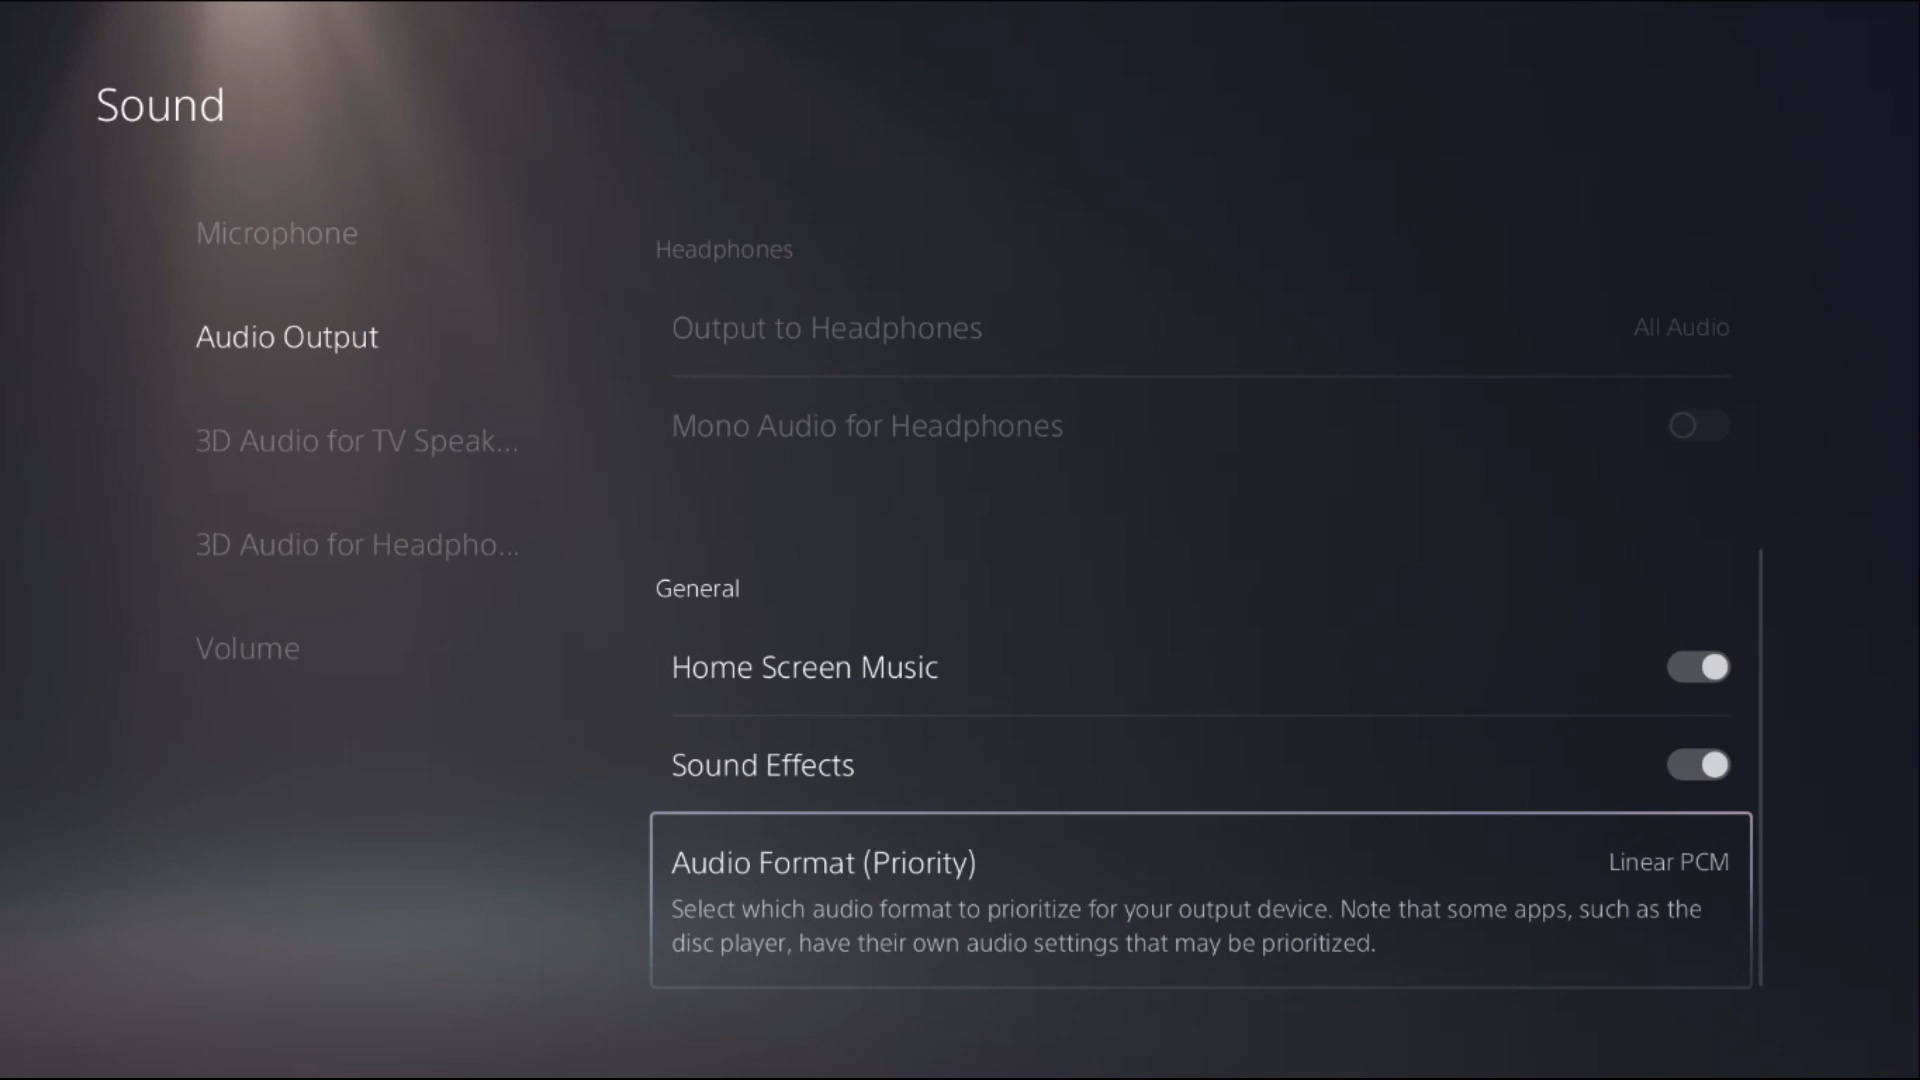 Sound
Microphone
Audio Output
3D Audio for TV Speak...
3D Audio for Headpho...
Volume
Headphones
Output to Headphones All Audio
Mono Audio for Headphones
General
Home Screen Music
Sound Effects
Audio Format (Priority) Linear PCM
Select which audio format to prioritize for your output device. Note that some apps, such as the
disc player, have their own audio settings that may be prioritized.